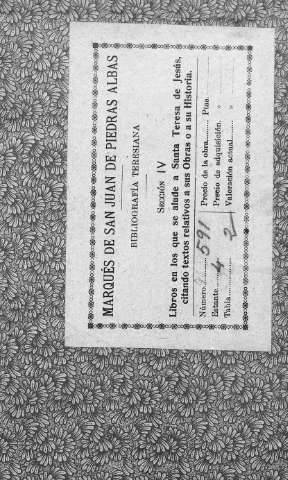 MARQUÉS DE SAN JUAN DE PIEDRAS ALBAS
BIBLIOGRAFÍA TERESIANA
SECCIÓN IV
Libros en los que se alude a Santa Teresa de Jesús,
citando textos relativos a sus Obras o a su Historia.
Número 591 Precio de la obra Ptas.
Estante 4 Precio de adquisición. »
Tabla 2 Valoración actual »